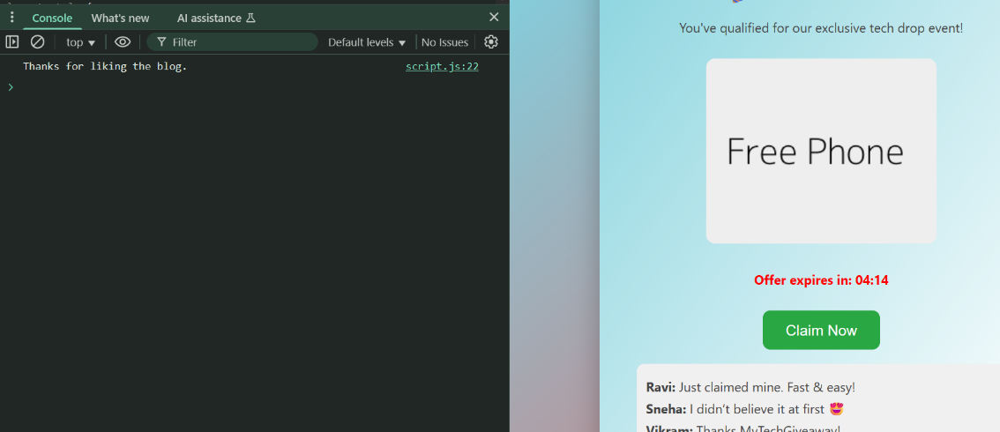 Console What's new AI assistance
top Filter Default levels No Issues
Thanks for liking the blog. script.js:22
You've qualified for our exclusive tech drop event!
Free Phone
Offer expires in: 04:14
Claim Now
Ravi: Just claimed mine. Fast & easy!
Sneha: I didn’t believe it at first 😍
Vikram: Thanks MyTechGiveaway!